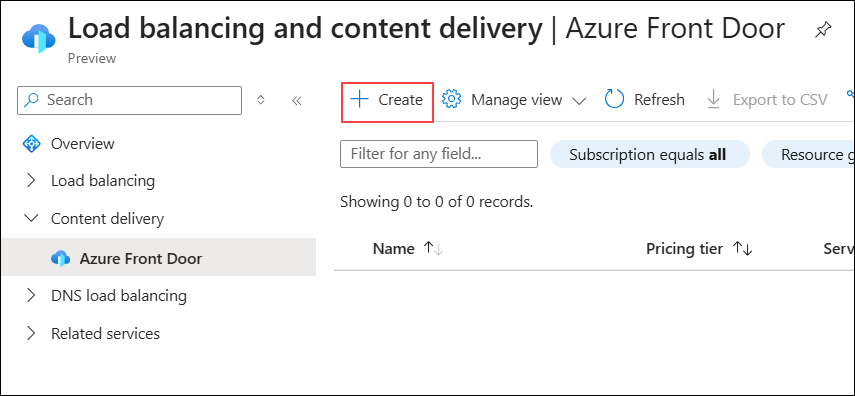 Load balancing and content delivery | Azure Front Door
Preview
Search
Create
Manage view
Refresh
Export to CSV
Overview
Filter for any field...
Subscription equals all
Resource g
Load balancing
Showing 0 to 0 of 0 records.
Content delivery
Name
Pricing tier
Serv
Azure Front Door
DNS load balancing
Related services